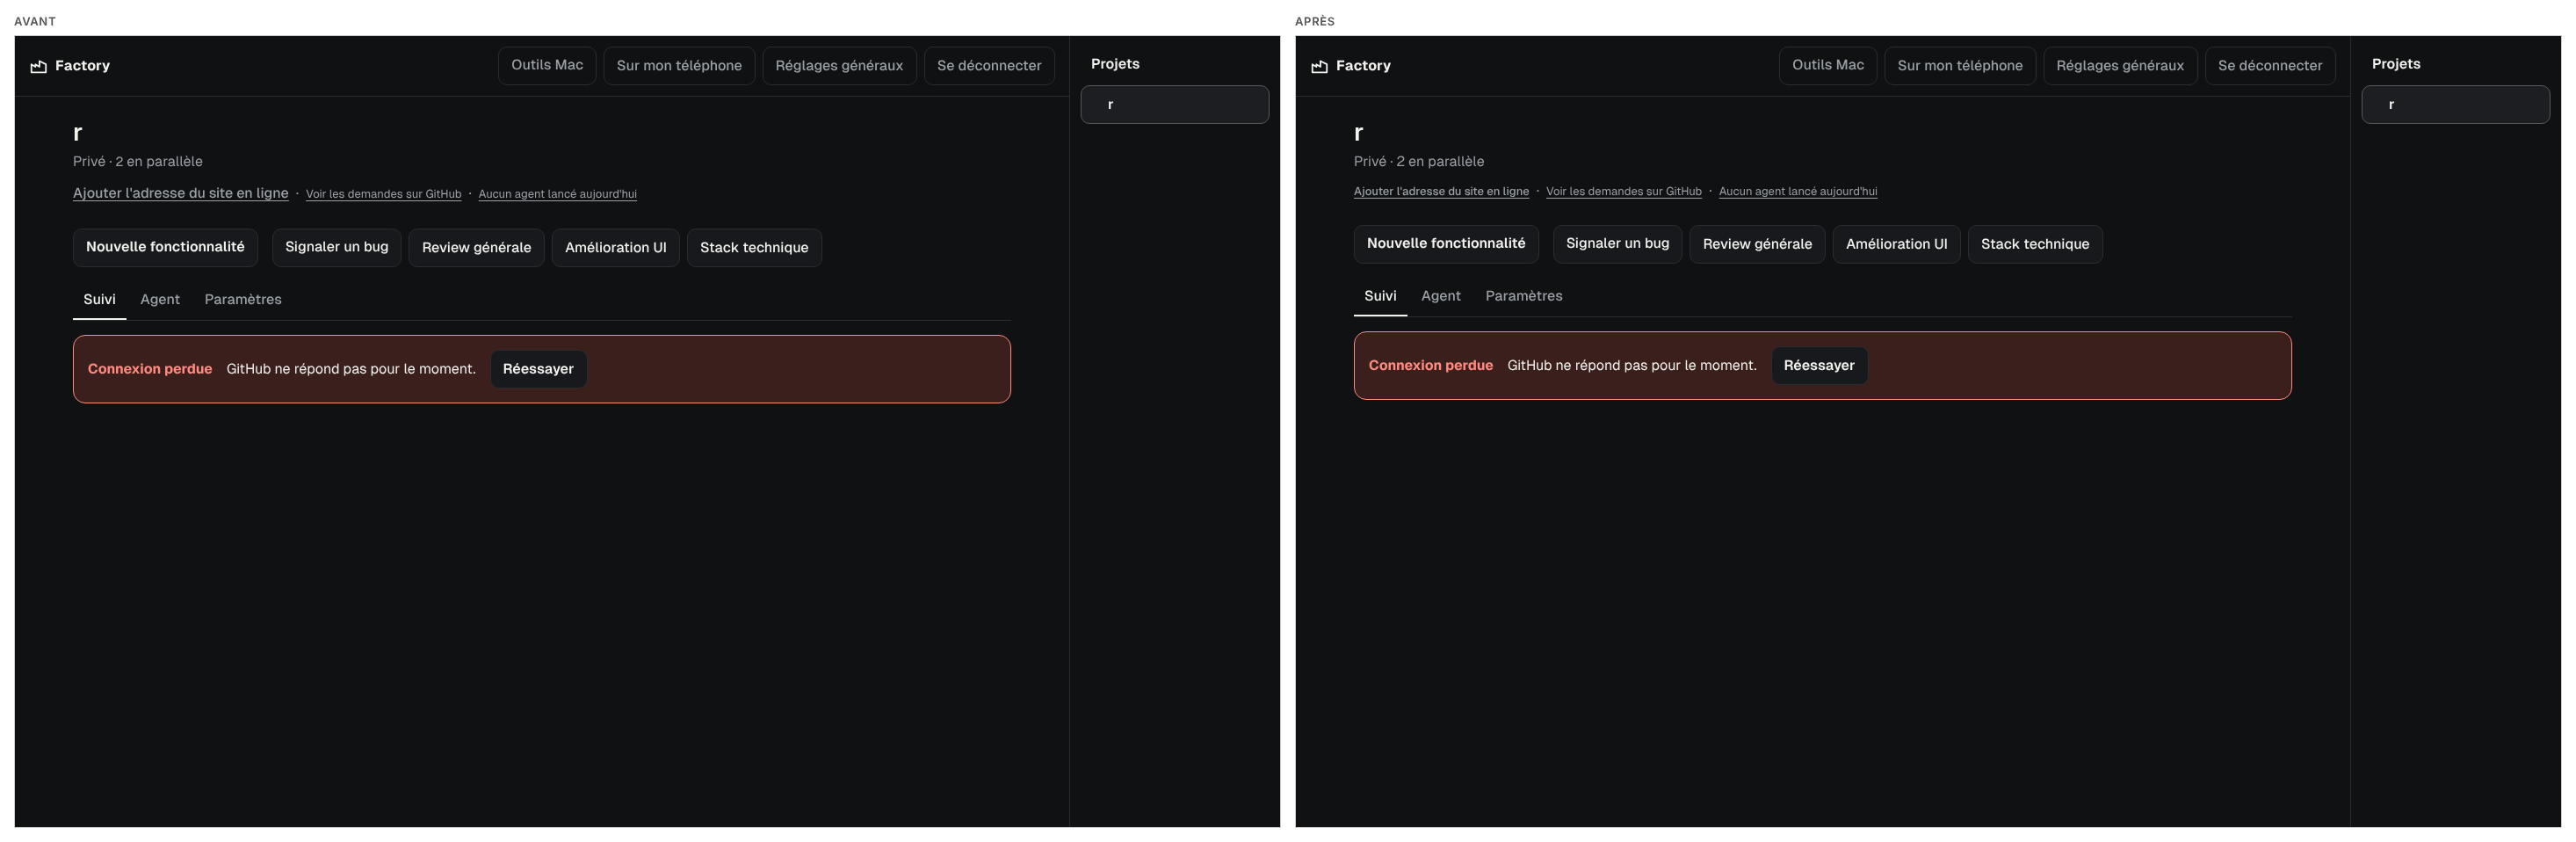 AVANT
Factory
Outils Mac
Sur mon téléphone
Réglages généraux
Se déconnecter
Projets
r
r
Privé · 2 en parallèle
Ajouter l'adresse du site en ligne · Voir les demandes sur GitHub · Aucun agent lancé aujourd'hui
Nouvelle fonctionnalité
Signaler un bug
Review générale
Amélioration UI
Stack technique
Suivi
Agent
Paramètres
Connexion perdue GitHub ne répond pas pour le moment. Réessayer
APRÈS
Factory
Outils Mac
Sur mon téléphone
Réglages généraux
Se déconnecter
Projets
r
r
Privé · 2 en parallèle
Ajouter l'adresse du site en ligne · Voir les demandes sur GitHub · Aucun agent lancé aujourd'hui
Nouvelle fonctionnalité
Signaler un bug
Review générale
Amélioration UI
Stack technique
Suivi
Agent
Paramètres
Connexion perdue GitHub ne répond pas pour le moment. Réessayer